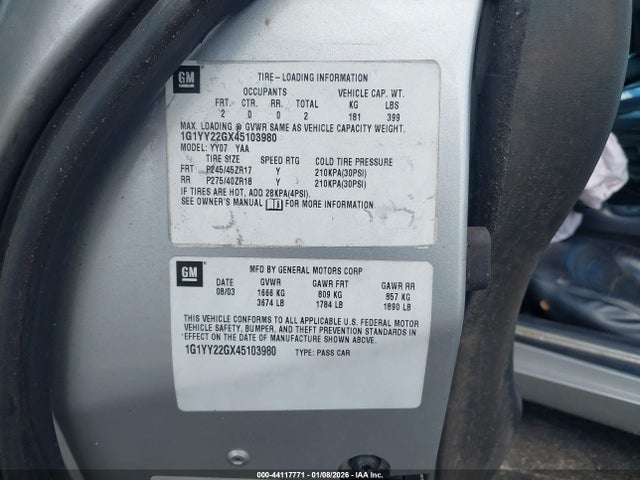 GM
TIRE-LOADING INFORMATION
OCCUPANTS VEHICLE CAP. WT.
FRT. CTR. RR. TOTAL KG LBS
2 0 0 2 181 399
MAX. LOADING @ GVWR SAME AS VEHICLE CAPACITY WEIGHT.
1G1YY22GX45103980
MODEL: YY07 YAA
TIRE SIZE SPEED RTG COLD TIRE PRESSURE
FRT P245/45ZR17 Y 210KPA(30PSI)
RR P275/40ZR18 Y 210KPA(30PSI)
IF TIRES ARE HOT, ADD 28KPA(4PSI).
SEE OWNER'S MANUAL FOR MORE INFORMATION.
GM
MFD BY GENERAL MOTORS CORP
DATE GVWR GAWR FRT GAWR RR
08/03 1666 KG 809 KG 857 KG
3674 LB 1784 LB 1890 LB
THIS VEHICLE CONFORMS TO ALL APPLICABLE U.S. FEDERAL MOTOR
VEHICLE SAFETY, BUMPER, AND THEFT PREVENTION STANDARDS IN
EFFECT ON THE DATE OF MANUFACTURE SHOWN ABOVE.
1G1YY22GX45103980 TYPE: PASS CAR
000-44117771 - 01/08/2026 - IAA Inc.